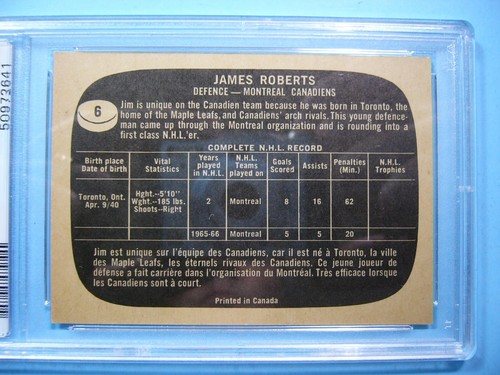 JAMES ROBERTS
DEFENCE — MONTREAL CANADIENS
6
Jim is unique on the Canadien team because he was born in Toronto, the
home of the Maple Leafs, and Canadiens' arch rivals. This young defence-
man came up through the Montreal organization and is rounding into a
first class N.H.L.'er.
COMPLETE N.H.L. RECORD
Birth place Date of birth | Vital Statistics | Years played in N.H.L. | N.H.L. Teams played on | Goals Scored | Assists | Penalties (Min.) | N.H.L. Trophies
Toronto, Ont. Apr. 9/40 | Hght.--5'10" Wght.--185 lbs. Shoots--Right | 2 | Montreal | 8 | 16 | 62
1965-66 | Montreal | 5 | 5 | 20
Jim est unique sur l'équipe des Canadiens, car il est né à Toronto, la ville
des Maple Leafs, les éternels rivaux des Canadiens. Ce jeune joueur de
défense a fait carrière dans l'organisation du Montréal. Très efficace lorsque
les Canadiens sont à court.
Printed in Canada
50973641